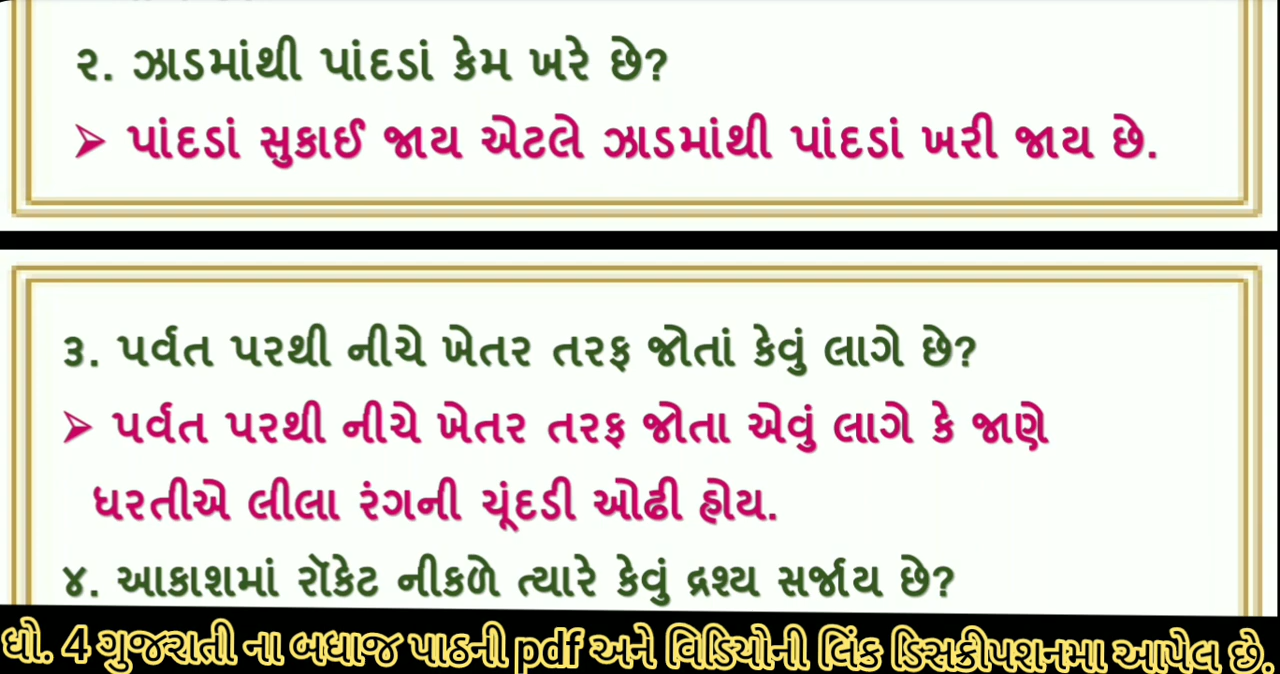 ૨. ઝાડમાંથી પાંદડાં કેમ ખરે છે?
➢ પાંદડાં સુકાઈ જાય એટલે ઝાડમાંથી પાંદડાં ખરી જાય છે.
૩. પર્વત પરથી નીચે ખેતર તરફ જોતાં કેવું લાગે છે?
➢ પર્વત પરથી નીચે ખેતર તરફ જોતા એવું લાગે કે જાણે
ધરતીએ લીલા રંગની ચૂંદડી ઓઢી હોય.
૪. આકાશમાં રૉકેટ નીકળે ત્યારે કેવું દ્રશ્ય સર્જાય છે?
ધો. 4 ગુજરાતી ના બધાજ પાઠની pdf અને વિડિયોની લિંક ડિસક્રીપશનમા આપેલ છે.